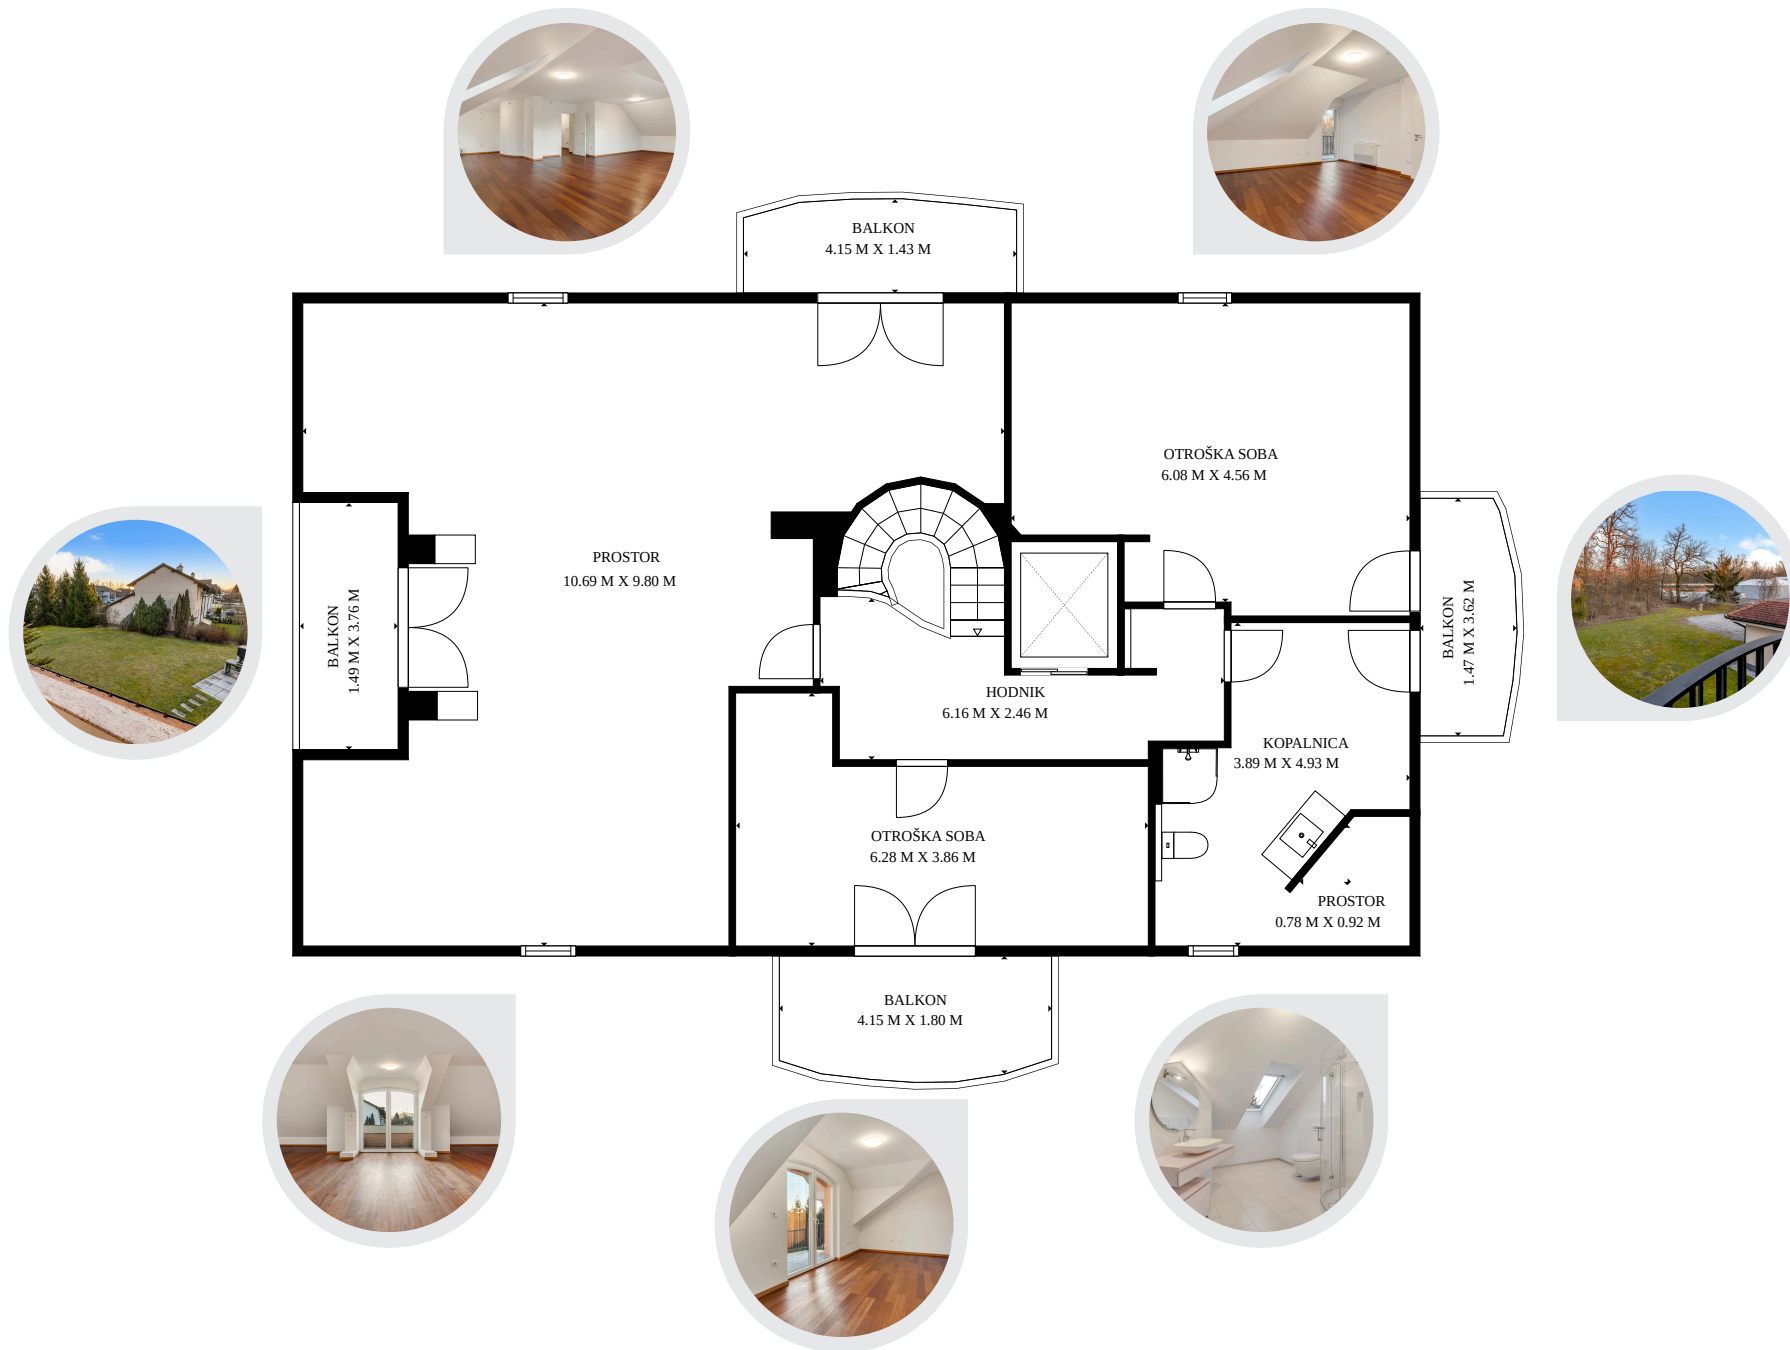 BALKON
4.15 M X 1.43 M
OTROŠKA SOBA
6.08 M X 4.56 M
PROSTOR
10.69 M X 9.80 M
BALKON
1.49 M X 3.76 M
BALKON
1.47 M X 3.62 M
HODNIK
6.16 M X 2.46 M
KOPALNICA
3.89 M X 4.93 M
OTROŠKA SOBA
6.28 M X 3.86 M
PROSTOR
0.78 M X 0.92 M
BALKON
4.15 M X 1.80 M